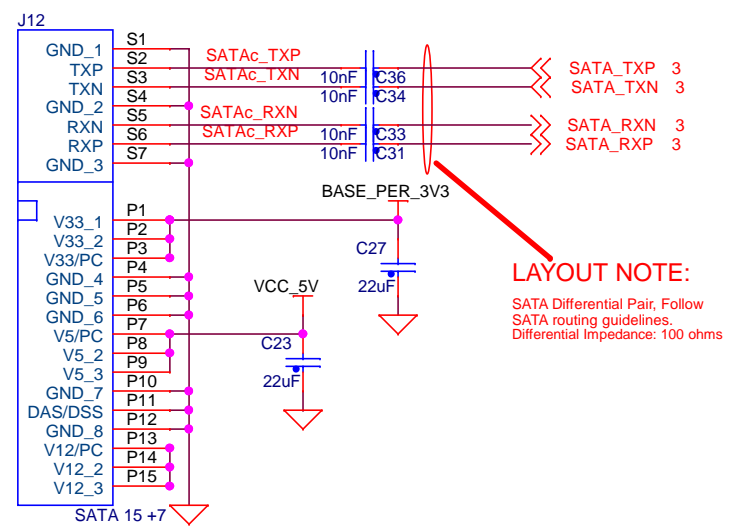 J12
GND_1 S1
TXP S2 SATAc_TXP 10nF C36 SATA_TXP 3
TXN S3 SATAc_TXN 10nF C34 SATA_TXN 3
GND_2 S4
RXN S5 SATAc_RXN 10nF C33 SATA_RXN 3
RXP S6 SATAc_RXP 10nF C31 SATA_RXP 3
GND_3 S7
BASE_PER_3V3
V33_1 P1
V33_2 P2
V33/PC P3
C27
22uF
GND_4 P4
GND_5 P5
GND_6 P6
VCC_5V
V5/PC P7
V5_2 P8
V5_3 P9
C23
22uF
GND_7 P10
DAS/DSS P11
GND_8 P12
V12/PC P13
V12_2 P14
V12_3 P15
SATA 15 +7
LAYOUT NOTE:
SATA Differential Pair, Follow
SATA routing guidelines.
Differential Impedance: 100 ohms